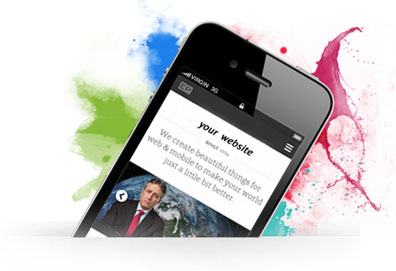 VIRGIN 3G
your website
SINCE
We create beautiful things for
web & mobile to make your world
just a little bit better.